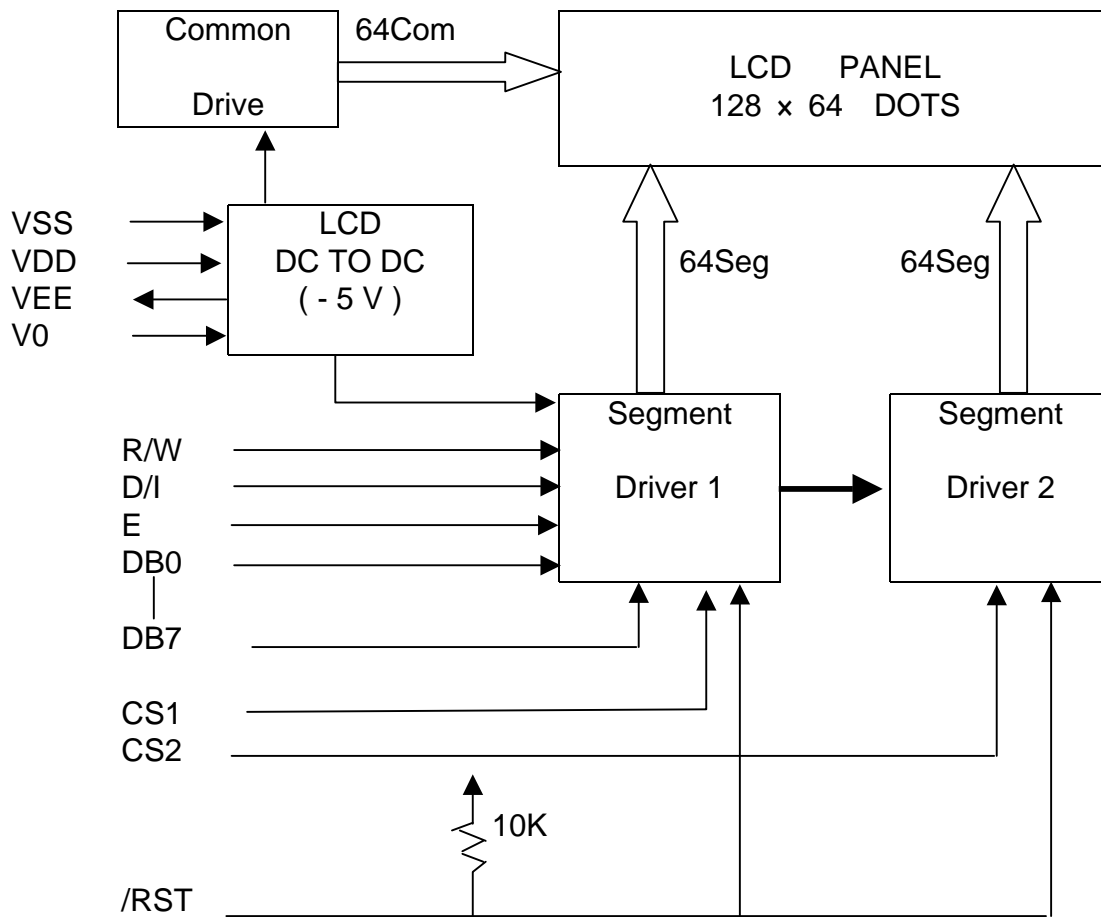 Common
Drive
64Com
LCD PANEL
128 x 64 DOTS
VSS
VDD
VEE
V0
LCD
DC TO DC
( - 5 V )
64Seg
64Seg
R/W
D/I
E
DB0
DB7
Segment
Driver 1
Segment
Driver 2
CS1
CS2
10K
/RST